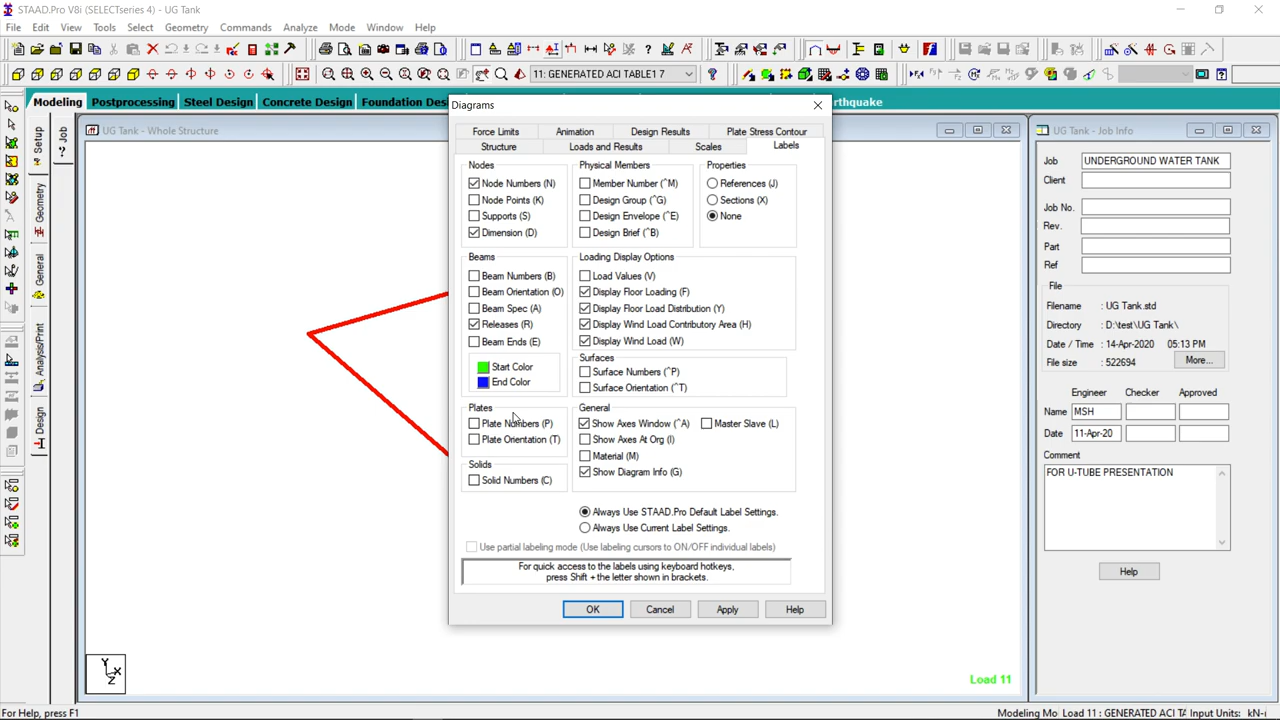 STAAD.Pro V8i (SELECTseries 4) - UG Tank
File Edit View Tools Select Geometry Commands Analyze Mode Window Help
11: GENERATED ACI TABLE1 7
Modeling Postprocessing Steel Design Concrete Design Foundation Des
rthquake
UG Tank - Whole Structure
Setup
Geometry
General
Analysis/Print
Design
Job
Diagrams
Force Limits Animation Design Results Plate Stress Contour
Structure Loads and Results Scales Labels
Nodes
Node Numbers (N)
Node Points (K)
Supports (S)
Dimension (D)
Physical Members
Member Number (^M)
Design Group (^G)
Design Envelope (^E)
Design Brief (^B)
Properties
References (J)
Sections (X)
None
Beams
Beam Numbers (B)
Beam Orientation (O)
Beam Spec (A)
Releases (R)
Beam Ends (E)
Start Color
End Color
Loading Display Options
Load Values (V)
Display Floor Loading (F)
Display Floor Load Distribution (Y)
Display Wind Load Contributory Area (H)
Display Wind Load (W)
Surfaces
Surface Numbers (^P)
Surface Orientation (^T)
Plates
Plate Numbers (P)
Plate Orientation (T)
Solids
Solid Numbers (C)
General
Show Axes Window (^A) Master Slave (L)
Show Axes At Org (I)
Material (M)
Show Diagram Info (G)
Always Use STAAD.Pro Default Label Settings.
Always Use Current Label Settings.
Use partial labeling mode (Use labeling cursors to ON/OFF individual labels)
For quick access to the labels using keyboard hotkeys,
press Shift + the letter shown in brackets.
OK Cancel Apply Help
Y
X
Z
Load 11
UG Tank - Job Info
Job UNDERGROUND WATER TANK
Client
Job No.
Rev.
Part
Ref
File
Filename : UG Tank.std
Directory : D:\test\UG Tank\
Date / Time : 14-Apr-2020 05:13 PM
File size : 522694 More...
Engineer Checker Approved
Name MSH
Date 11-Apr-20
Comment
FOR U-TUBE PRESENTATION
Help
For Help, press F1
Modeling Mo Load 11 : GENERATED ACI TA Input Units: kN-